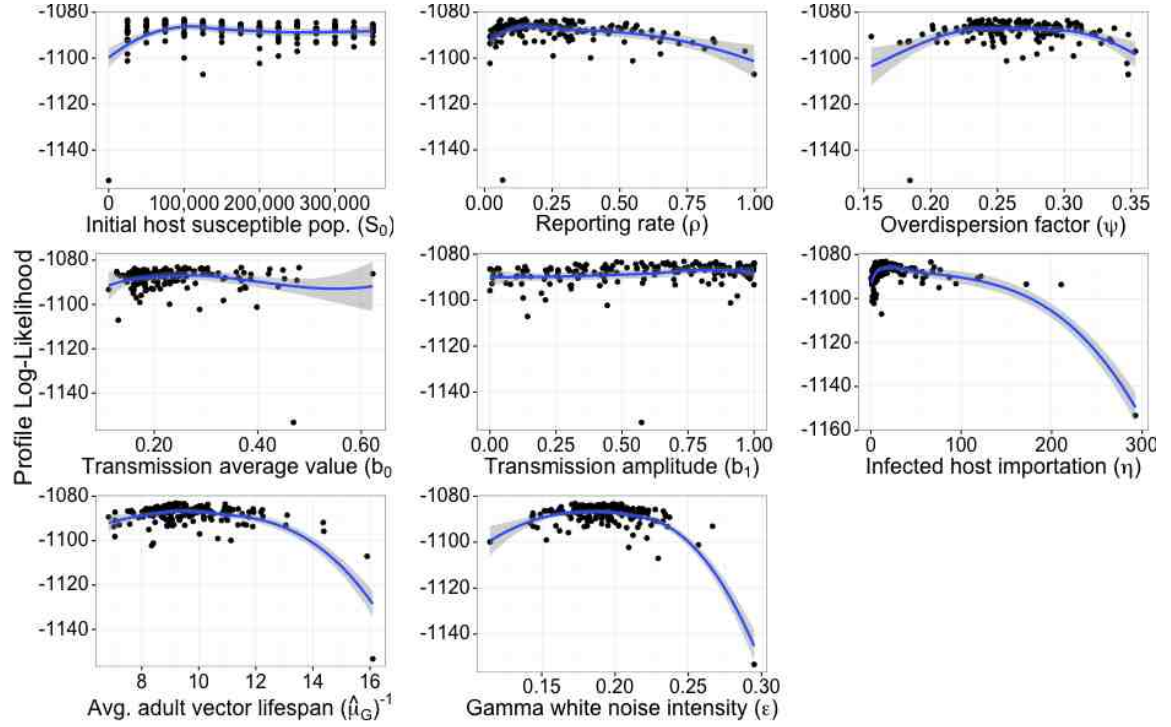 -1080
-1100
-1120
-1140
0 100,000 200,000 300,000
Initial host susceptible pop. (S₀)
-1080
-1100
-1120
-1140
0.00 0.25 0.50 0.75 1.00
Reporting rate (ρ)
-1080
-1100
-1120
-1140
0.15 0.20 0.25 0.30 0.35
Overdispersion factor (ψ)
Profile Log-Likelihood
-1080
-1100
-1120
-1140
0.20 0.40 0.60
Transmission average value (b₀
-1080
-1100
-1120
-1140
0.00 0.25 0.50 0.75 1.00
Transmission amplitude (b₁)
-1080
-1100
-1120
-1140
-1160
0 100 200 300
Infected host importation (η)
-1080
-1100
-1120
-1140
8 10 12 14 16
Avg. adult vector lifespan (μ̂_G)⁻¹
-1080
-1100
-1120
-1140
0.15 0.20 0.25 0.30
Gamma white noise intensity (ε)